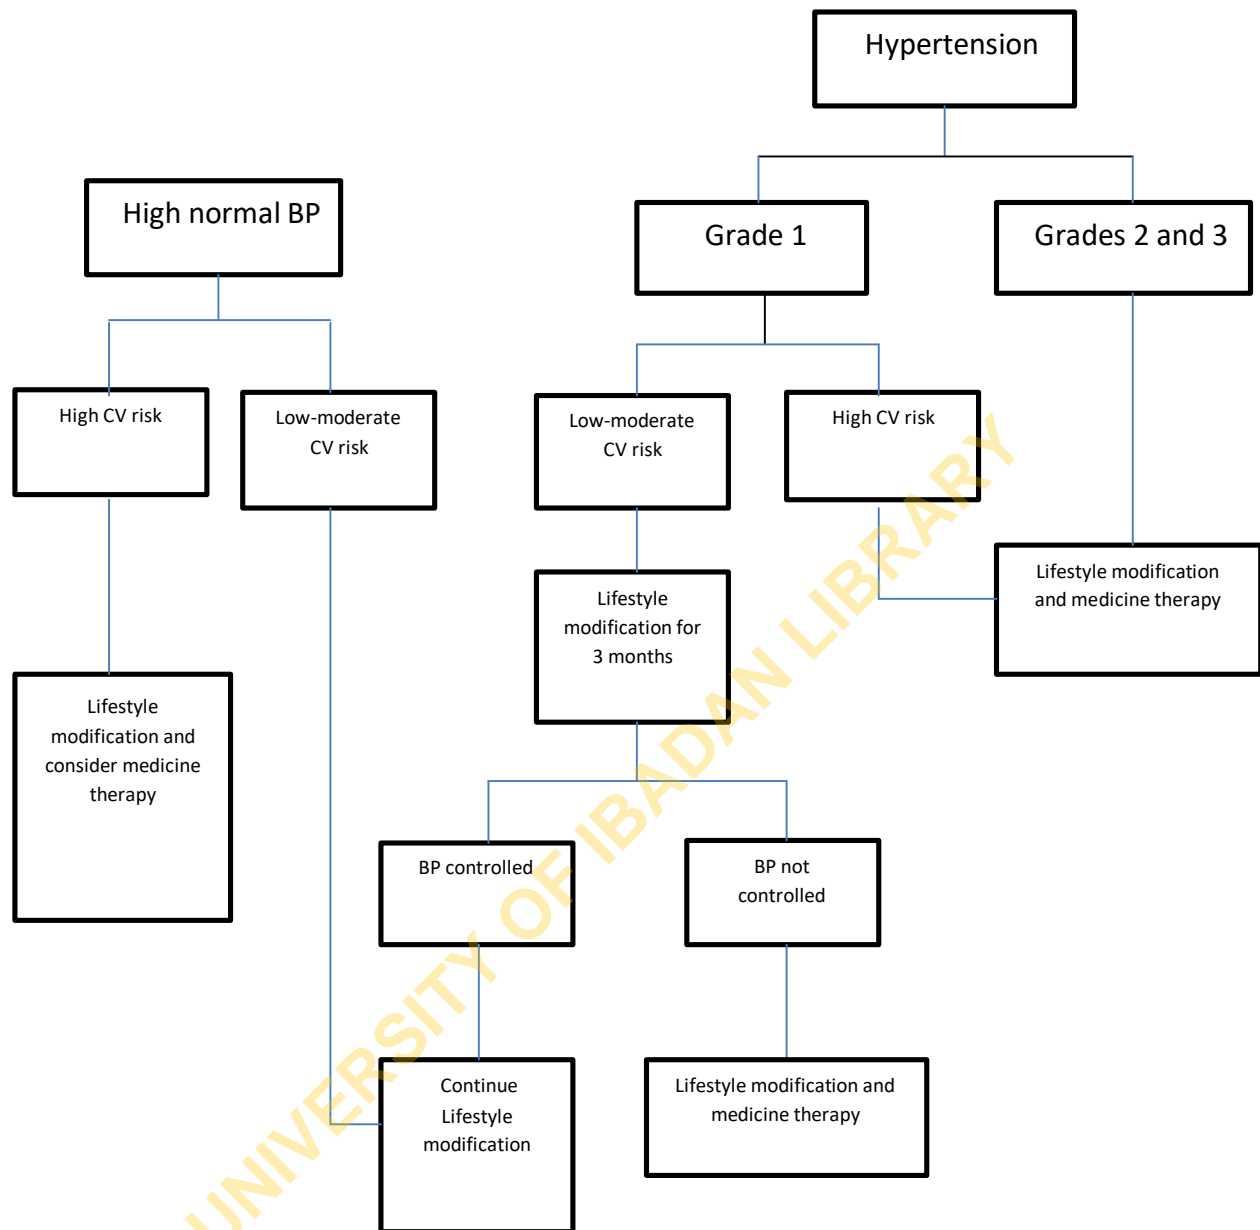 Hypertension
High normal BP
Grade 1
Grades 2 and 3
High CV risk
Low-moderate
CV risk
Low-moderate
CV risk
High CV risk
Lifestyle modification
and medicine therapy
Lifestyle
modification for
3 months
Lifestyle
modification and
consider medicine
therapy
BP controlled
BP not
controlled
Continue
Lifestyle
modification
Lifestyle modification and
medicine therapy
UNIVERSITY OF IBADAN LIBRARY